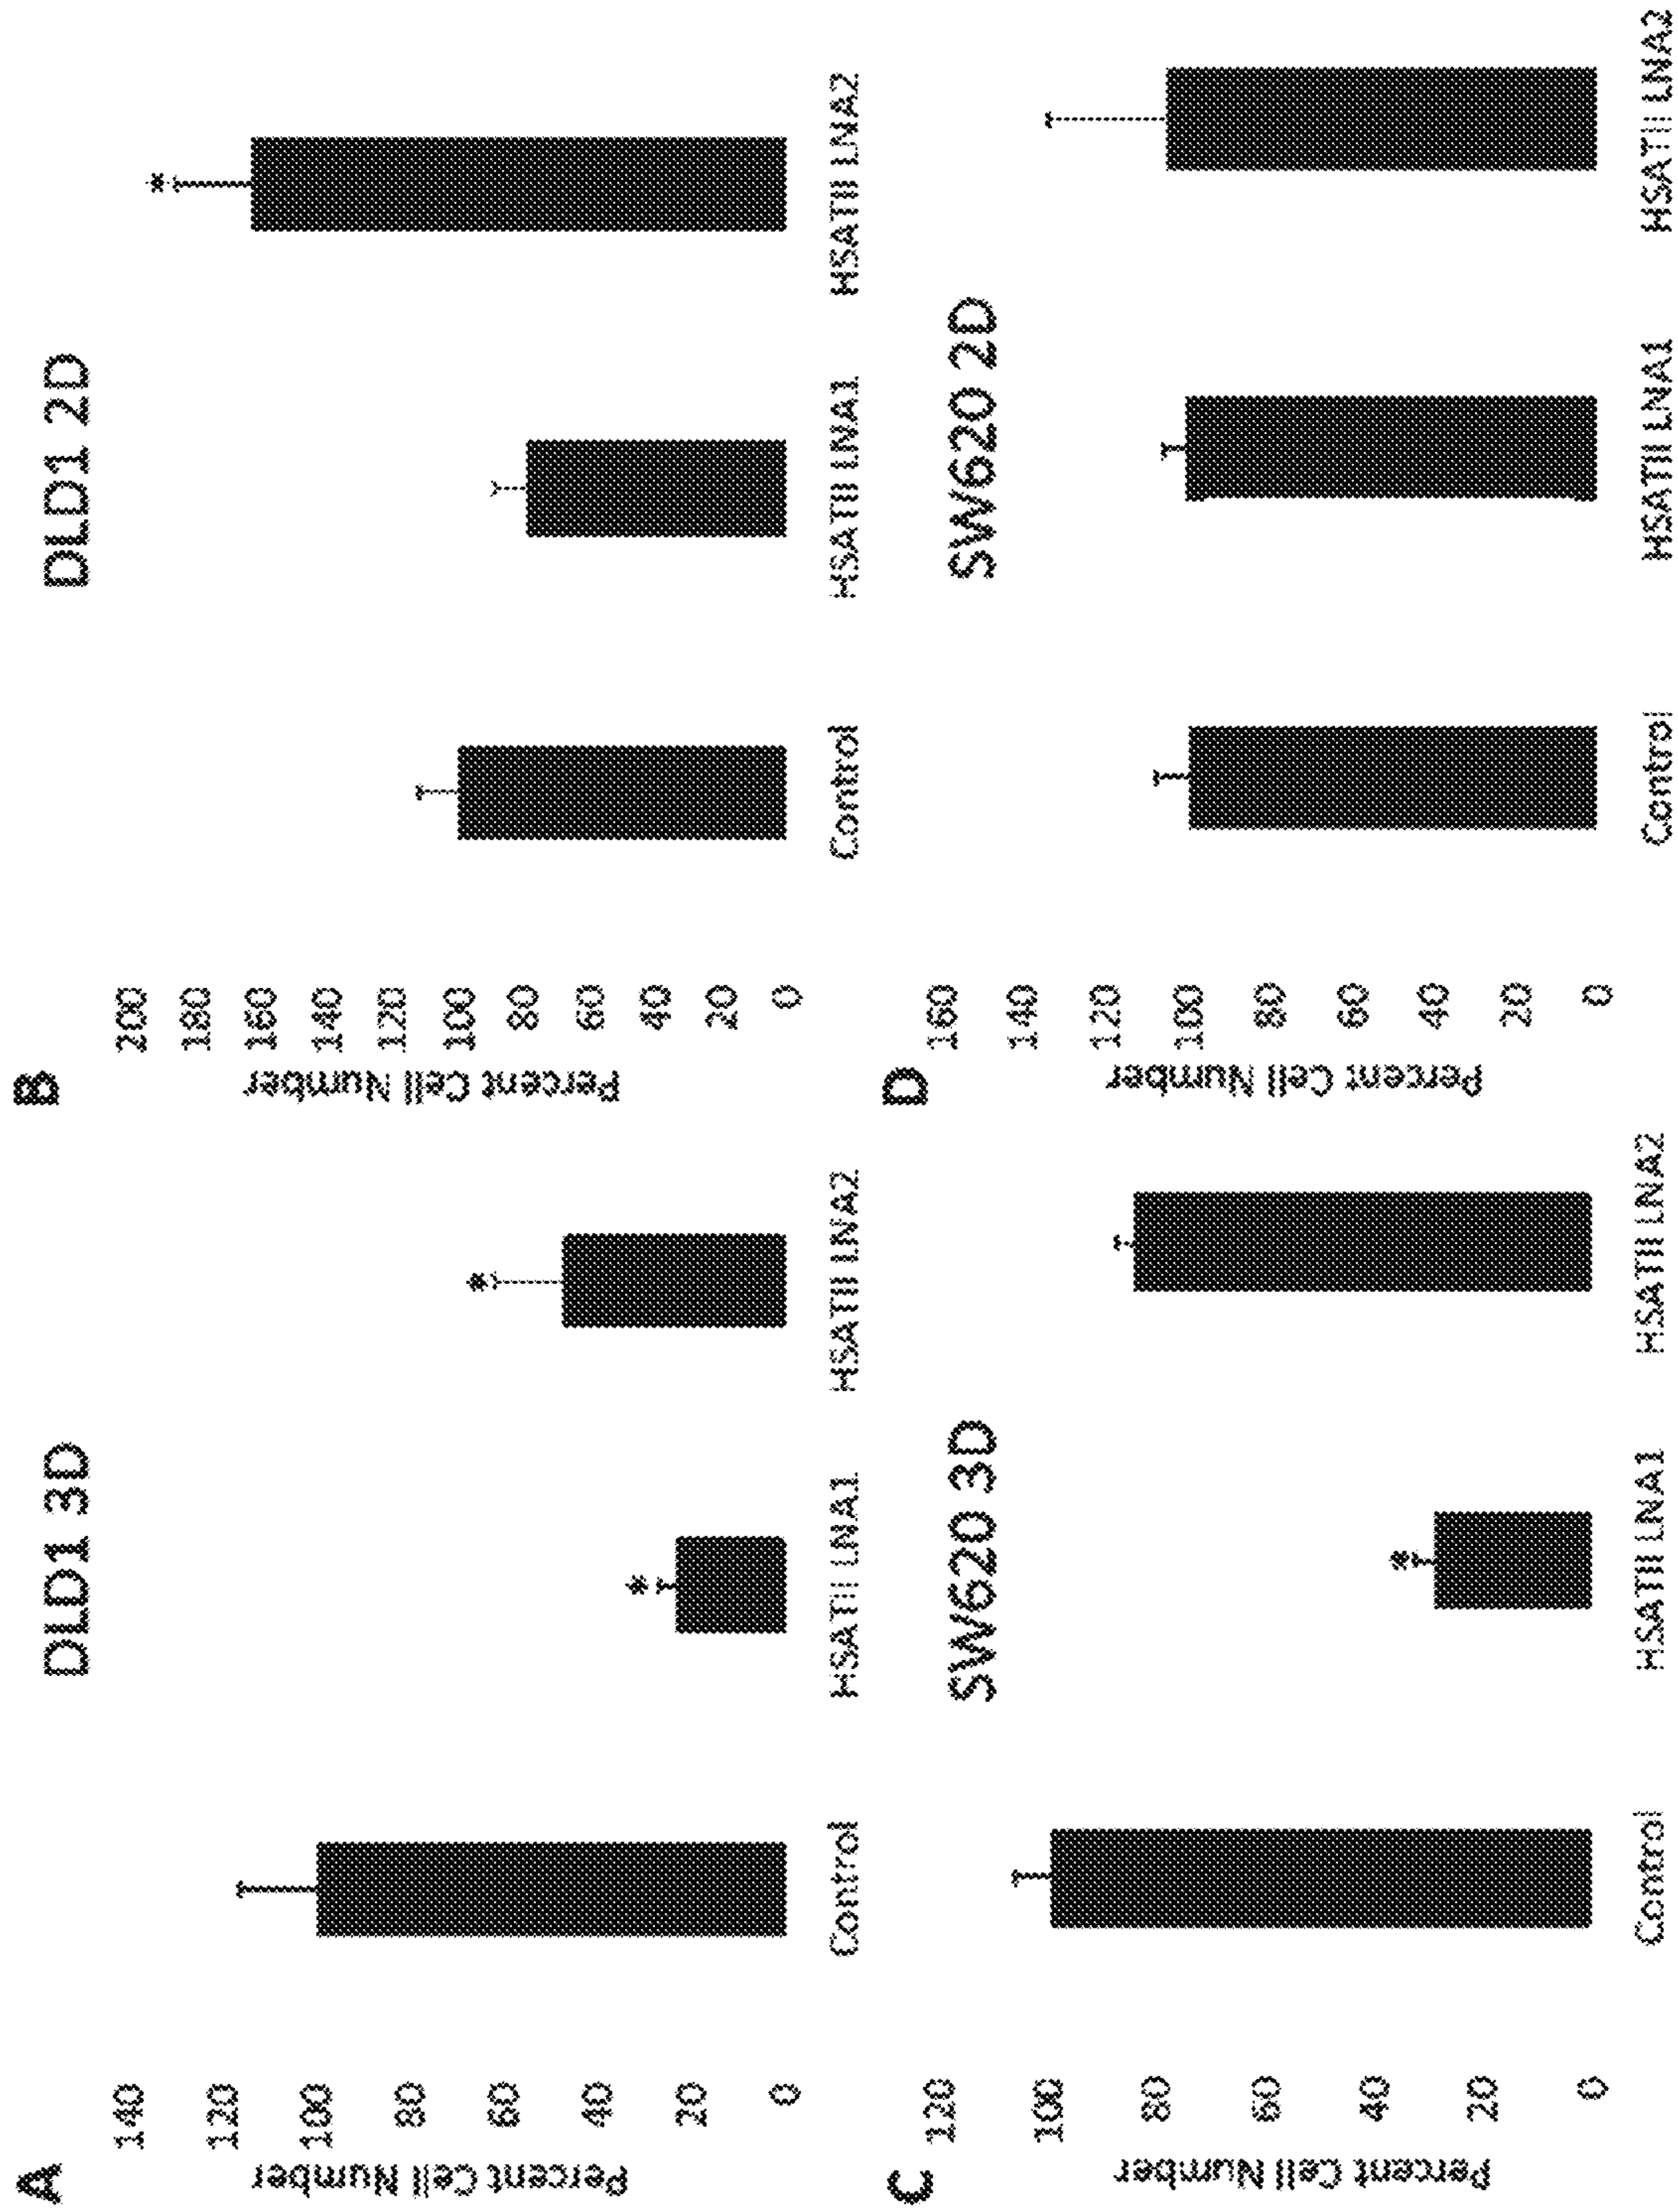 A
DLD1 3D
Percent Cell Number
140
120
100
80
60
40
20
0
*
*
Control
HSATII LNA1
HSATII LNA2
B
DLD1 2D
Percent Cell Number
200
180
160
140
120
100
80
60
40
20
0
*
Control
HSATII LNA1
HSATII LNA2
C
SW620 3D
Percent Cell Number
120
100
80
60
40
20
0
*
Control
HSATII LNA1
HSATII LNA2
D
SW620 2D
Percent Cell Number
160
140
120
100
80
60
40
20
0
Control
HSATII LNA1
HSATII LNA2